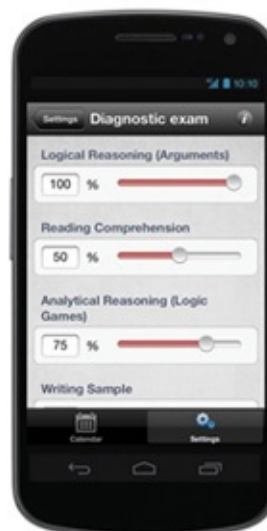 10:10
Settings
Diagnostic exam
Logical Reasoning (Arguments)
100 %
Reading Comprehension
50 %
Analytical Reasoning (Logic
Games)
75 %
Writing Sample
Calendar
Settings